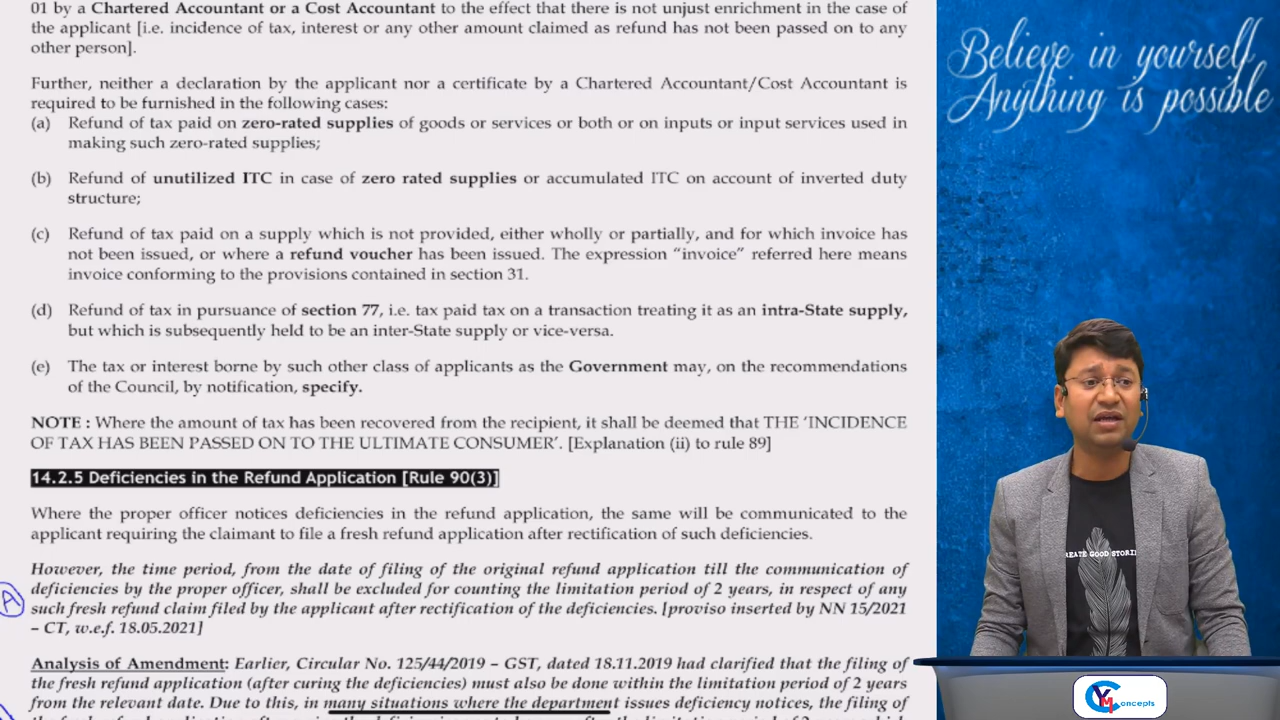 01 by a Chartered Accountant or a Cost Accountant to the effect that there is not unjust enrichment in the case of
the applicant [i.e. incidence of tax, interest or any other amount claimed as refund has not been passed on to any
other person].
Further, neither a declaration by the applicant nor a certificate by a Chartered Accountant/Cost Accountant is
required to be furnished in the following cases:
(a) Refund of tax paid on zero-rated supplies of goods or services or both or on inputs or input services used in
making such zero-rated supplies;
(b) Refund of unutilized ITC in case of zero rated supplies or accumulated ITC on account of inverted duty
structure;
(c) Refund of tax paid on a supply which is not provided, either wholly or partially, and for which invoice has
not been issued, or where a refund voucher has been issued. The expression “invoice” referred here means
invoice conforming to the provisions contained in section 31.
(d) Refund of tax in pursuance of section 77, i.e. tax paid tax on a transaction treating it as an intra-State supply,
but which is subsequently held to be an inter-State supply or vice-versa.
(e) The tax or interest borne by such other class of applicants as the Government may, on the recommendations
of the Council, by notification, specify.
NOTE : Where the amount of tax has been recovered from the recipient, it shall be deemed that THE ‘INCIDENCE
OF TAX HAS BEEN PASSED ON TO THE ULTIMATE CONSUMER’. [Explanation (ii) to rule 89]
14.2.5 Deficiencies in the Refund Application [Rule 90(3)]
Where the proper officer notices deficiencies in the refund application, the same will be communicated to the
applicant requiring the claimant to file a fresh refund application after rectification of such deficiencies.
However, the time period, from the date of filing of the original refund application till the communication of
deficiencies by the proper officer, shall be excluded for counting the limitation period of 2 years, in respect of any
A such fresh refund claim filed by the applicant after rectification of the deficiencies. [proviso inserted by NN 15/2021
– CT, w.e.f. 18.05.2021]
Analysis of Amendment: Earlier, Circular No. 125/44/2019 – GST, dated 18.11.2019 had clarified that the filing of
the fresh refund application (after curing the deficiencies) must also be done within the limitation period of 2 years
from the relevant date. Due to this, in many situations where the department issues deficiency notices, the filing of
Believe in yourself
Anything is possible
CREATE GOOD STORI
CYM
oncepts